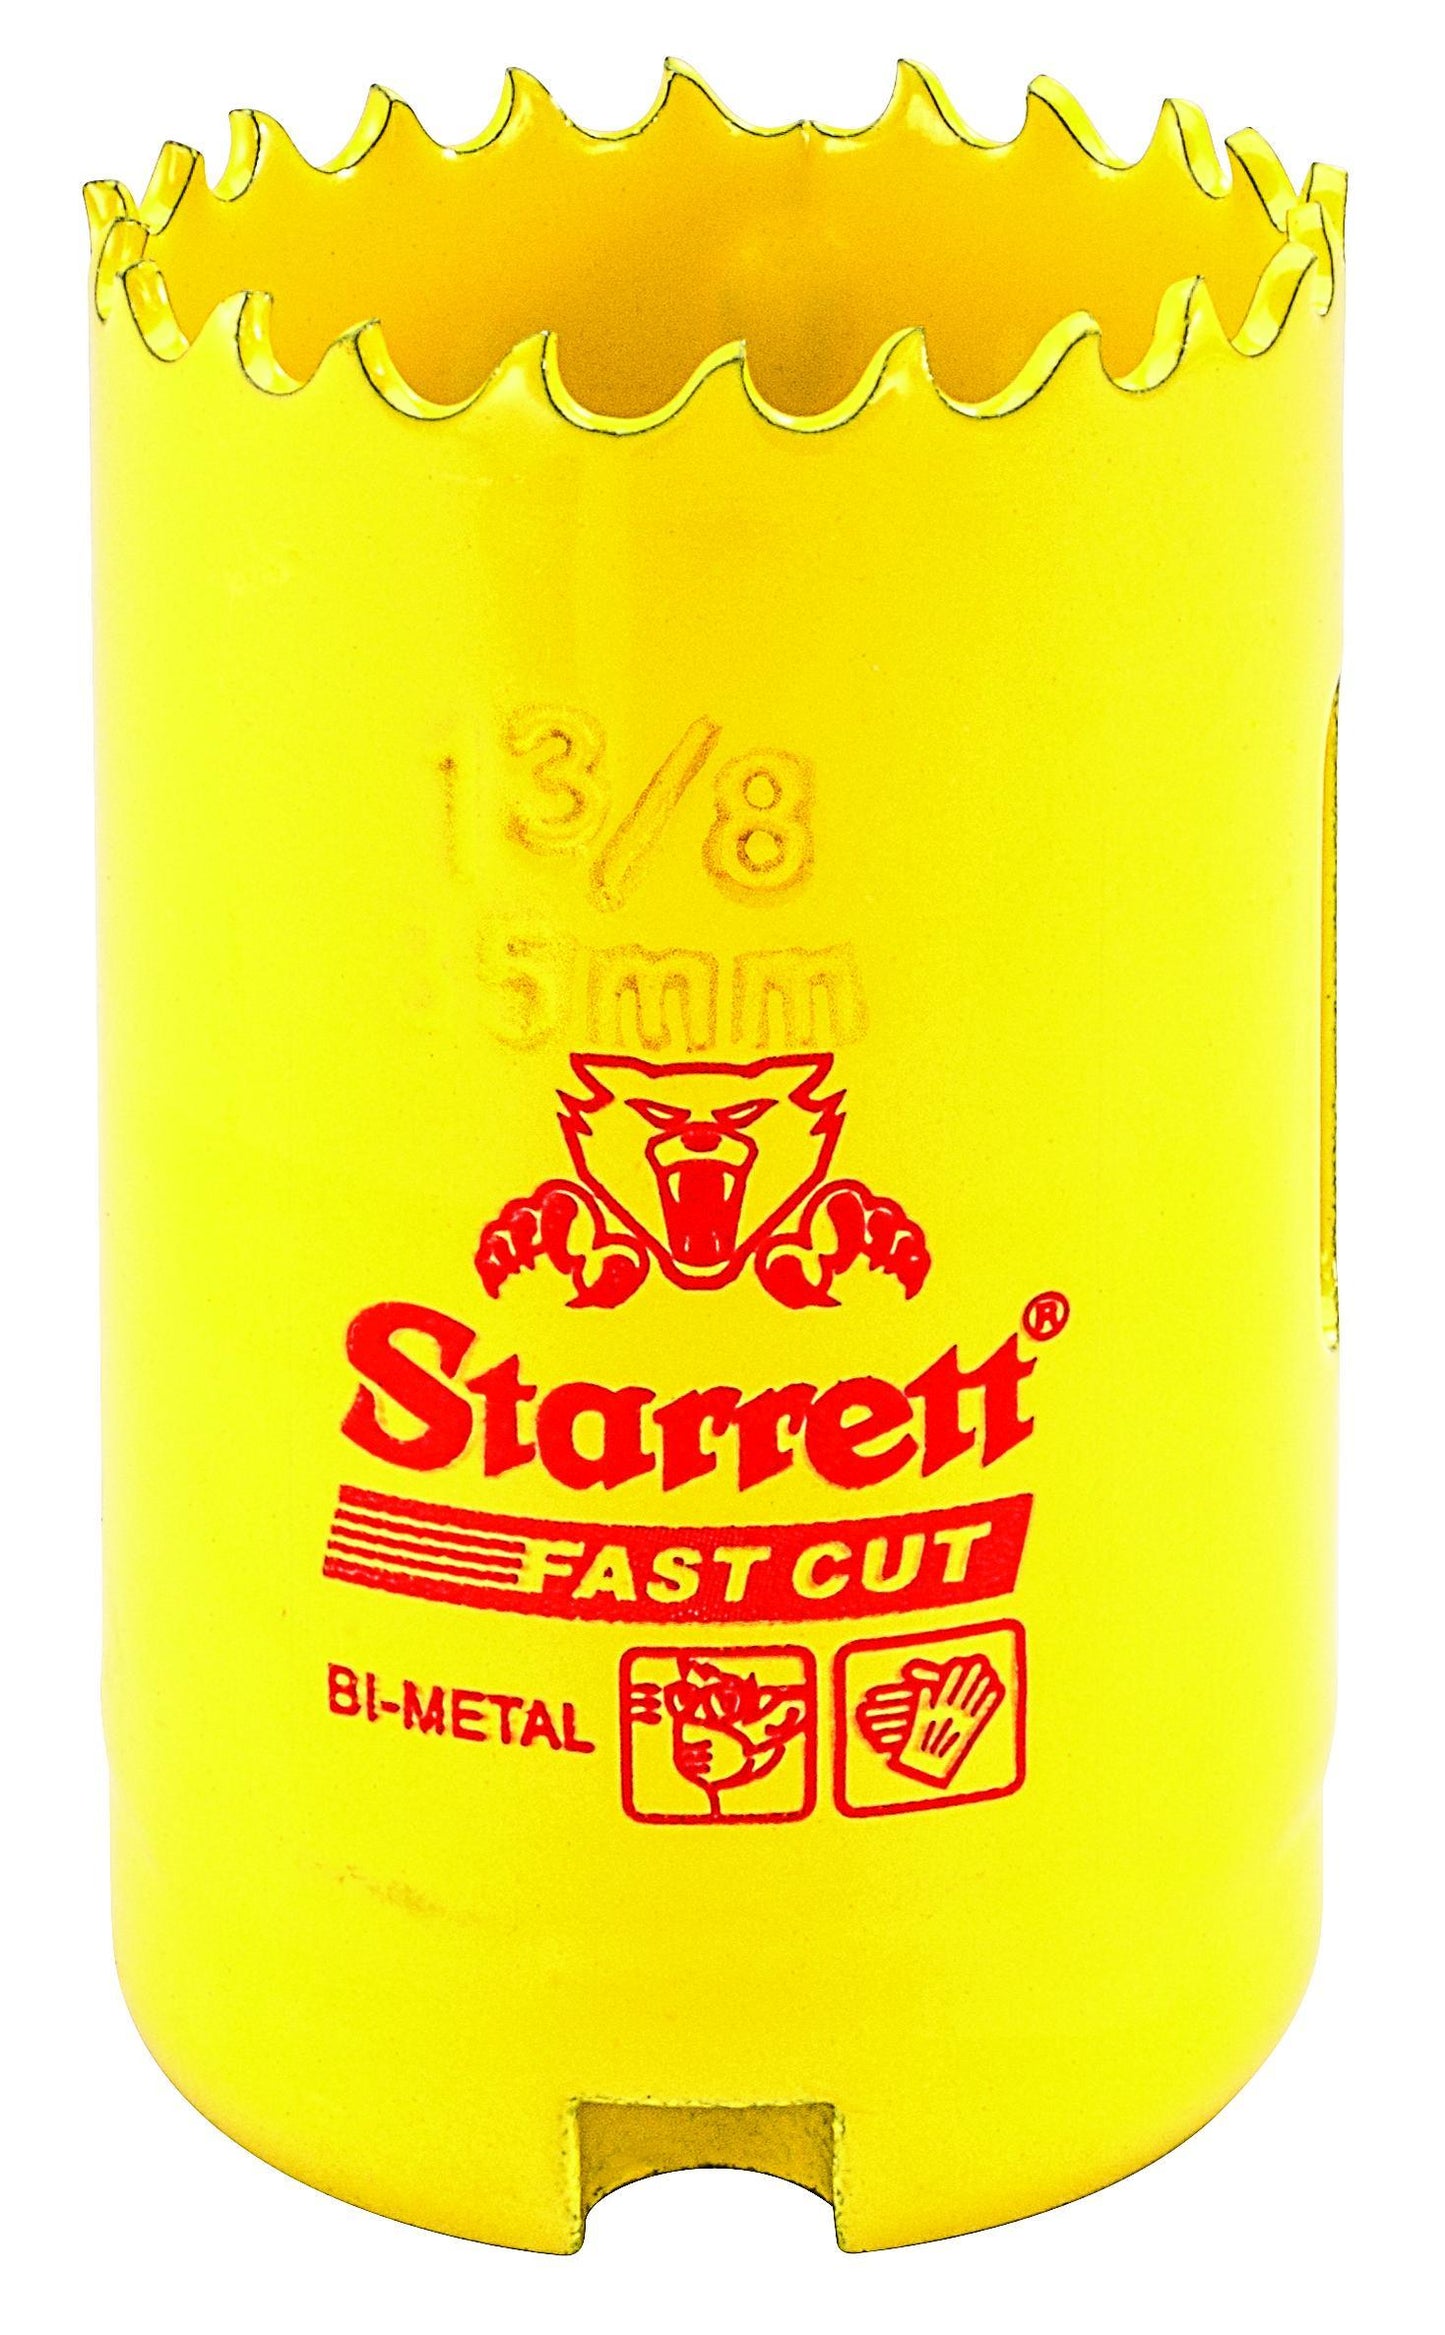 1 3/8
5mm
Starrett®
FAST CUT
BI-METAL